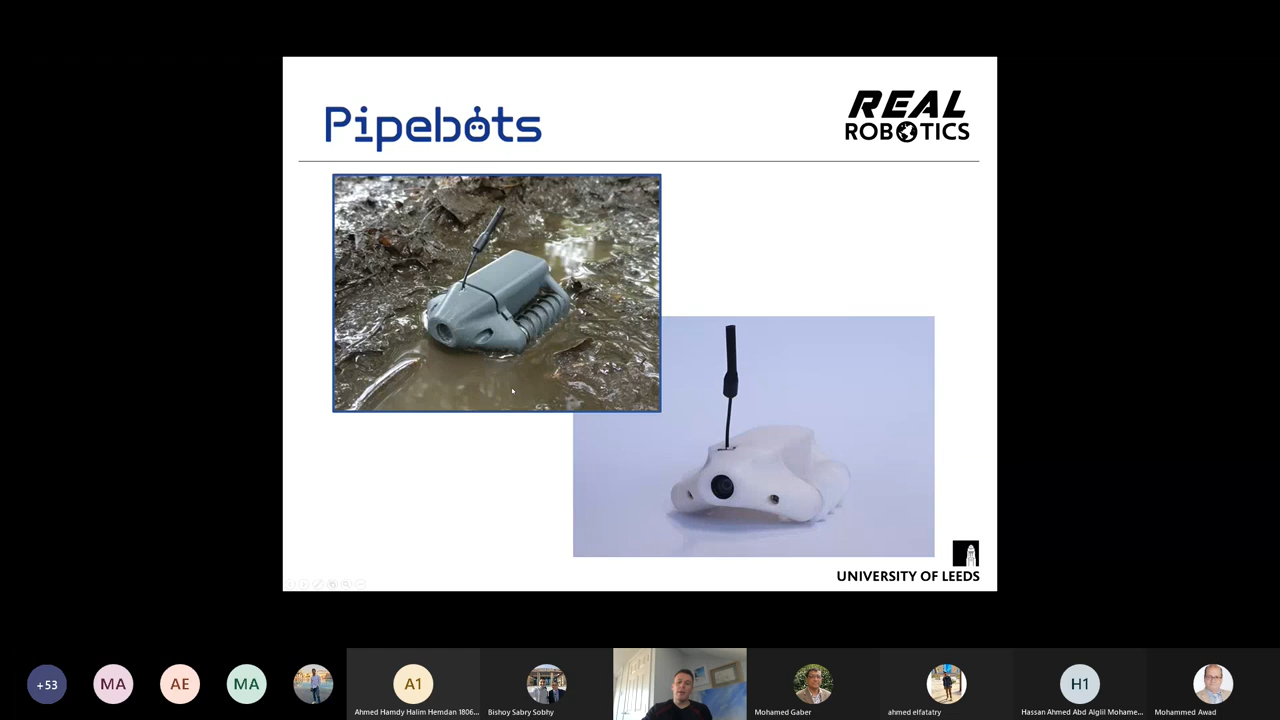 Pipebots
REAL
ROBOTICS
UNIVERSITY OF LEEDS
+53
MA
AE
MA
A1
H1
Ahmed Hamdy Halim Hemdan 1806...
Bishoy Sabry Sobhy
Mohamed Gaber
ahmed elfatatry
Hassan Ahmed Abd Alglil Mohame...
Mohammed Awad